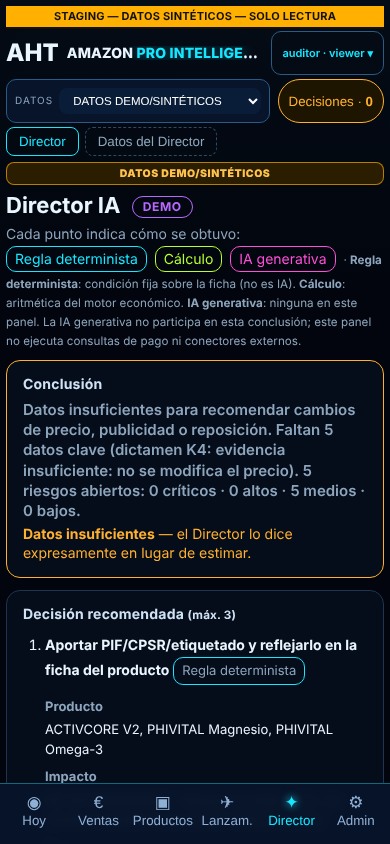 STAGING — DATOS SINTÉTICOS — SOLO LECTURA
AHT AMAZON PRO INTELLIGE...
auditor · viewer ▾
DATOS DATOS DEMO/SINTÉTICOS
Decisiones · 0
Director
Datos del Director
DATOS DEMO/SINTÉTICOS
Director IA DEMO
Cada punto indica cómo se obtuvo:
Regla determinista Cálculo IA generativa · Regla
determinista: condición fija sobre la ficha (no es IA). Cálculo:
aritmética del motor económico. IA generativa: ninguna en este
panel. La IA generativa no participa en esta conclusión; este panel
no ejecuta consultas de pago ni conectores externos.
Conclusión
Datos insuficientes para recomendar cambios
de precio, publicidad o reposición. Faltan 5
datos clave (dictamen K4: evidencia
insuficiente: no se modifica el precio). 5
riesgos abiertos: 0 críticos · 0 altos · 5 medios ·
0 bajos.
Datos insuficientes — el Director lo dice
expresamente en lugar de estimar.
Decisión recomendada (máx. 3)
1. Aportar PIF/CPSR/etiquetado y reflejarlo en la
ficha del producto Regla determinista
Producto
ACTIVCORE V2, PHIVITAL Magnesio, PHIVITAL
Omega-3
Impacto
Hoy
Ventas
Productos
Lanzam.
Director
Admin